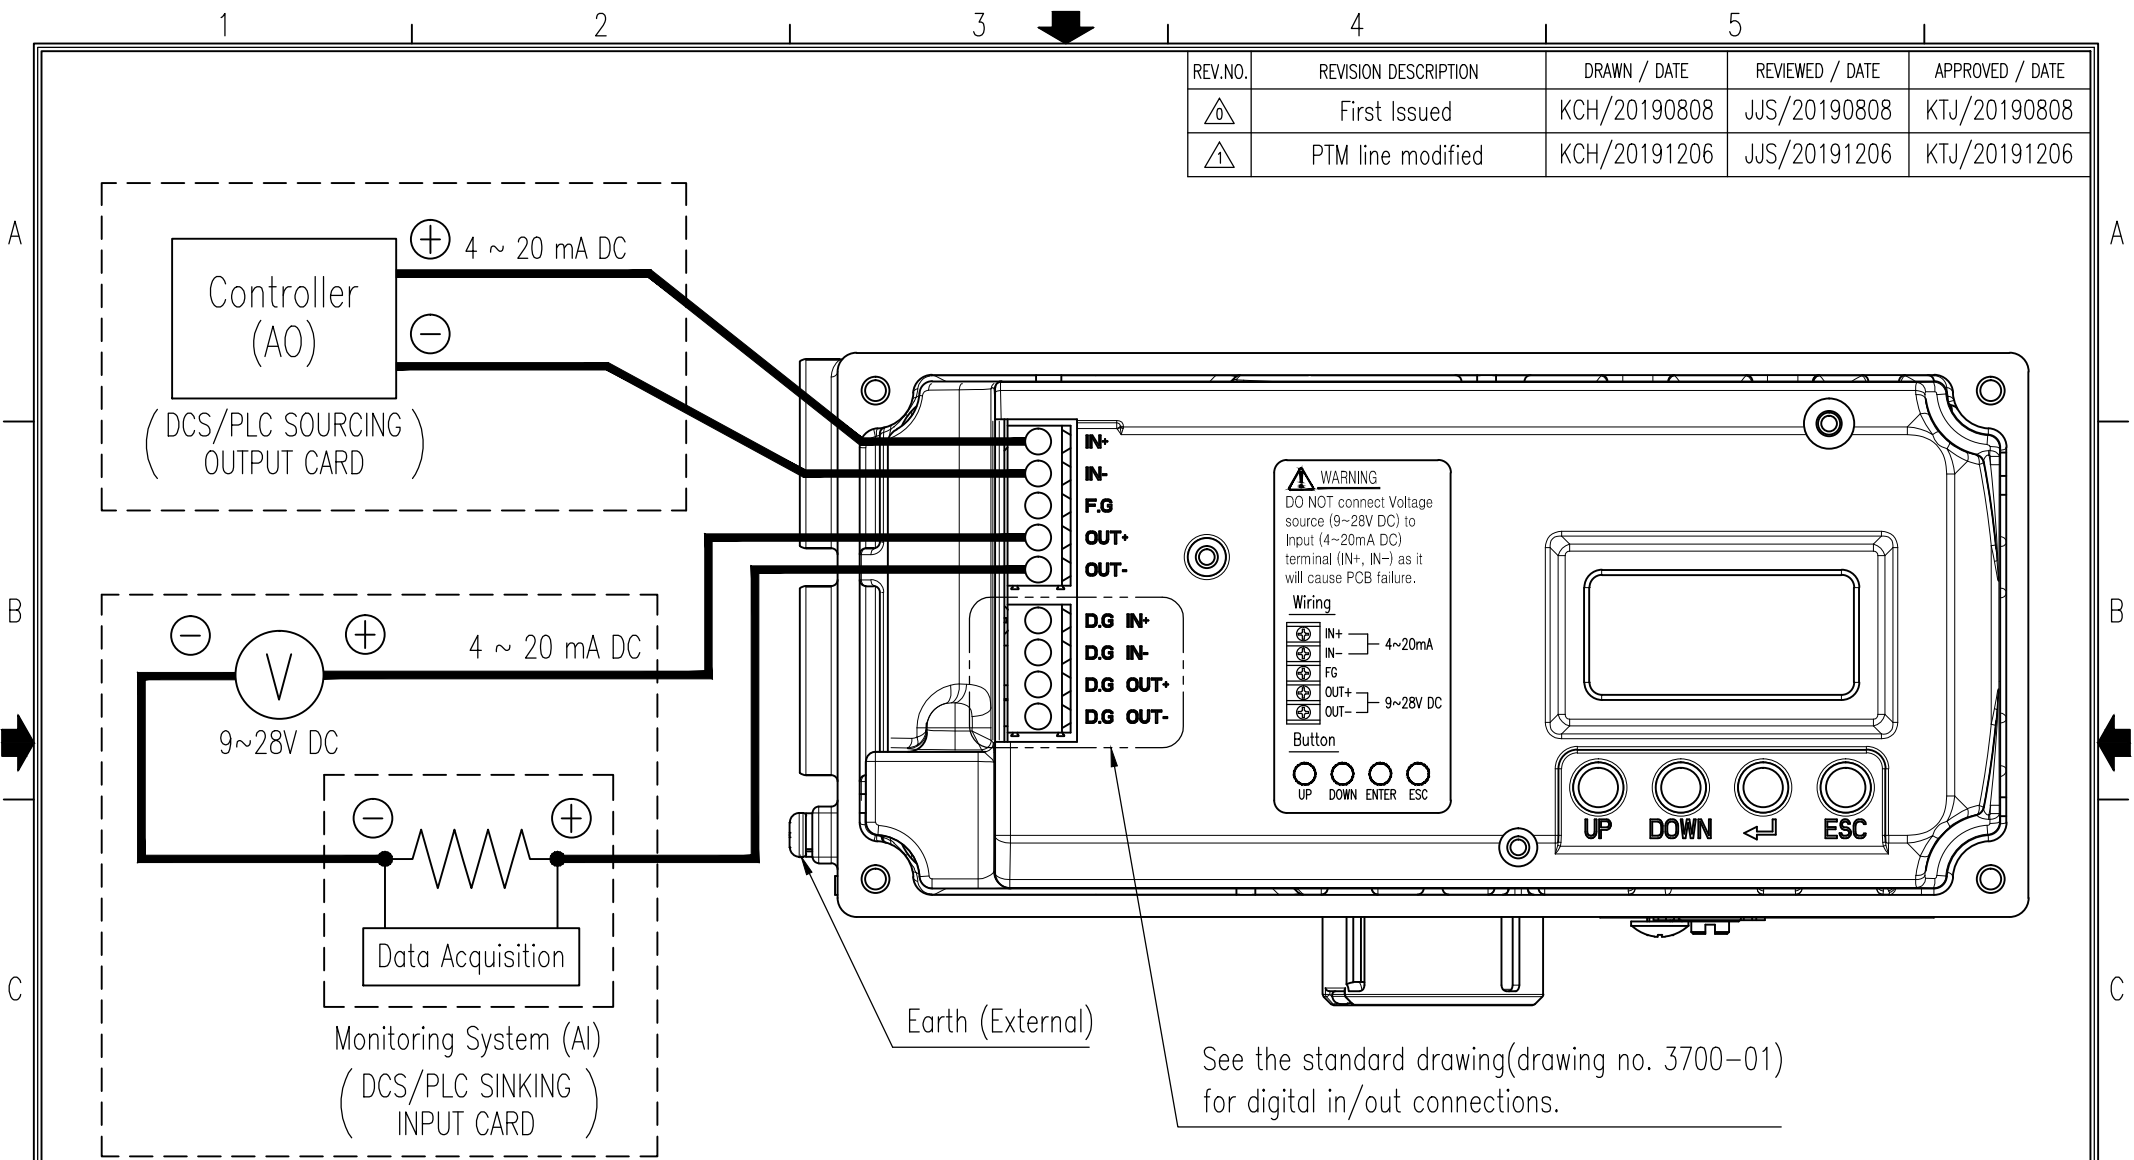 1 2 3 4 5
REV.NO. REVISION DESCRIPTION DRAWN / DATE REVIEWED / DATE APPROVED / DATE
0 First Issued KCH/20190808 JJS/20190808 KTJ/20190808
1 PTM line modified KCH/20191206 JJS/20191206 KTJ/20191206
A A
+ 4 ~ 20 mA DC
Controller
(AO)
−
( DCS/PLC SOURCING )
OUTPUT CARD
IN+
IN-
F.G
OUT+
OUT-
D.G IN+
D.G IN-
D.G OUT+
D.G OUT-
WARNING
DO NOT connect Voltage
source (9~28V DC) to
Input (4~20mA DC)
terminal (IN+, IN−) as it
will cause PCB failure.
Wiring
IN+
IN−
4~20mA
FG
OUT+
OUT−
9~28V DC
Button
UP DOWN ENTER ESC
UP DOWN ↵ ESC
B B
− + 4 ~ 20 mA DC
V
9~28V DC
− +
Data Acquisition
Monitoring System (AI)
( DCS/PLC SINKING )
INPUT CARD
C C
Earth (External)
See the standard drawing(drawing no. 3700−01)
for digital in/out connections.